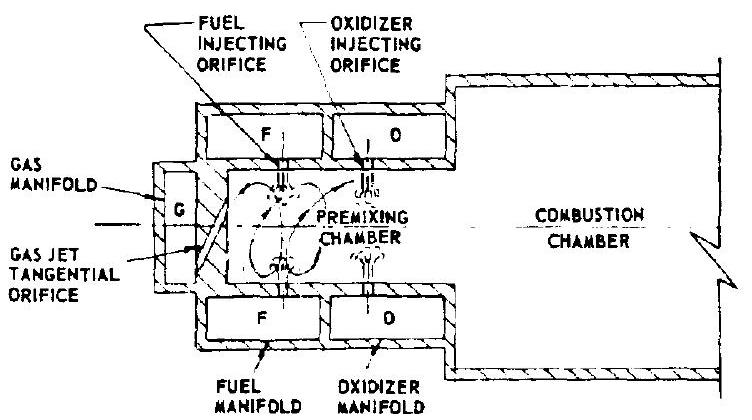 FUEL
INJECTING
ORIFICE
OXIDIZER
INJECTING
ORIFICE
F
O
GAS
MANIFOLD
G
PREMIXING
CHAMBER
COMBUSTION
CHAMBER
GAS JET
TANGENTIAL
ORIFICE
F
O
FUEL
MANIFOLD
OXIDIZER
MANIFOLD